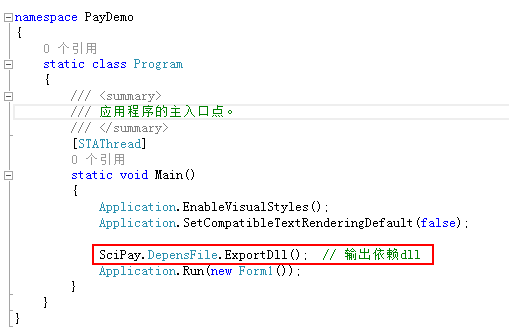 namespace PayDemo
{
0 个引用
static class Program
{
/// <summary>
/// 应用程序的主入口点。
/// </summary>
[STAThread]
0 个引用
static void Main()
{
Application.EnableVisualStyles();
Application.SetCompatibleTextRenderingDefault(false);
SciPay.DepensFile.ExportDll();  // 输出依赖dll
Application.Run(new Form1());
}
}
}